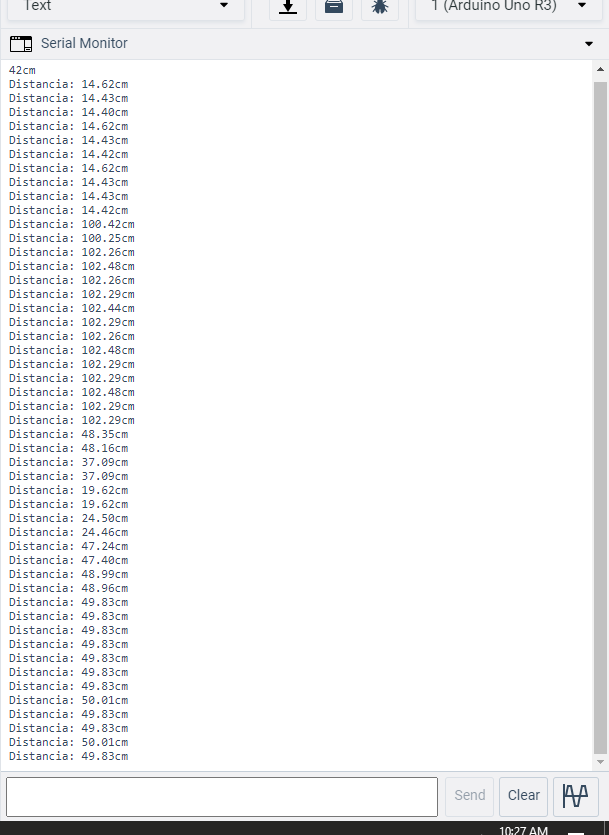 Text
1 (Arduino Uno R3)
Serial Monitor
42cm
Distancia: 14.62cm
Distancia: 14.43cm
Distancia: 14.40cm
Distancia: 14.62cm
Distancia: 14.43cm
Distancia: 14.42cm
Distancia: 14.62cm
Distancia: 14.43cm
Distancia: 14.43cm
Distancia: 14.42cm
Distancia: 100.42cm
Distancia: 100.25cm
Distancia: 102.26cm
Distancia: 102.48cm
Distancia: 102.26cm
Distancia: 102.29cm
Distancia: 102.44cm
Distancia: 102.29cm
Distancia: 102.26cm
Distancia: 102.48cm
Distancia: 102.29cm
Distancia: 102.29cm
Distancia: 102.48cm
Distancia: 102.29cm
Distancia: 102.29cm
Distancia: 48.35cm
Distancia: 48.16cm
Distancia: 37.09cm
Distancia: 37.09cm
Distancia: 19.62cm
Distancia: 19.62cm
Distancia: 24.50cm
Distancia: 24.46cm
Distancia: 47.24cm
Distancia: 47.40cm
Distancia: 48.99cm
Distancia: 48.96cm
Distancia: 49.83cm
Distancia: 49.83cm
Distancia: 49.83cm
Distancia: 49.83cm
Distancia: 49.83cm
Distancia: 49.83cm
Distancia: 49.83cm
Distancia: 50.01cm
Distancia: 49.83cm
Distancia: 49.83cm
Distancia: 50.01cm
Distancia: 49.83cm
Send
Clear
10:27 AM